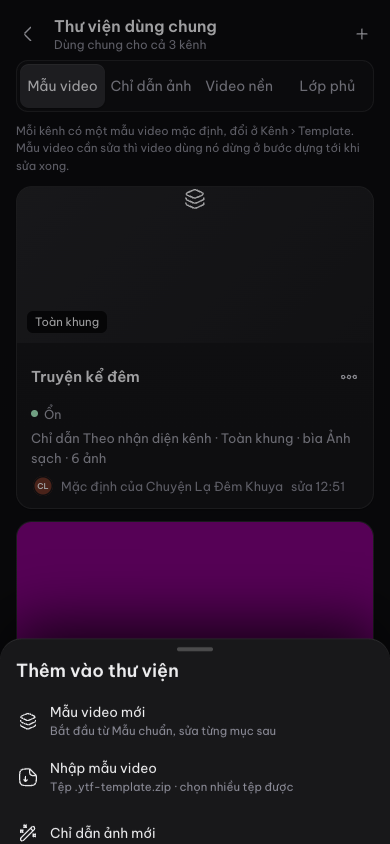 Thư viện dùng chung
Dùng chung cho cả 3 kênh
Mẫu video
Chỉ dẫn ảnh
Video nền
Lớp phủ
Mỗi kênh có một mẫu video mặc định, đổi ở Kênh › Template.
Mẫu video cần sửa thì video dùng nó dừng ở bước dựng tới khi
sửa xong.
Toàn khung
Truyện kể đêm
Ổn
Chỉ dẫn Theo nhận diện kênh · Toàn khung · bìa Ảnh
sạch · 6 ảnh
CL
Mặc định của Chuyện Lạ Đêm Khuya sửa 12:51
Thêm vào thư viện
Mẫu video mới
Bắt đầu từ Mẫu chuẩn, sửa từng mục sau
Nhập mẫu video
Tệp .ytf-template.zip · chọn nhiều tệp được
Chỉ dẫn ảnh mới